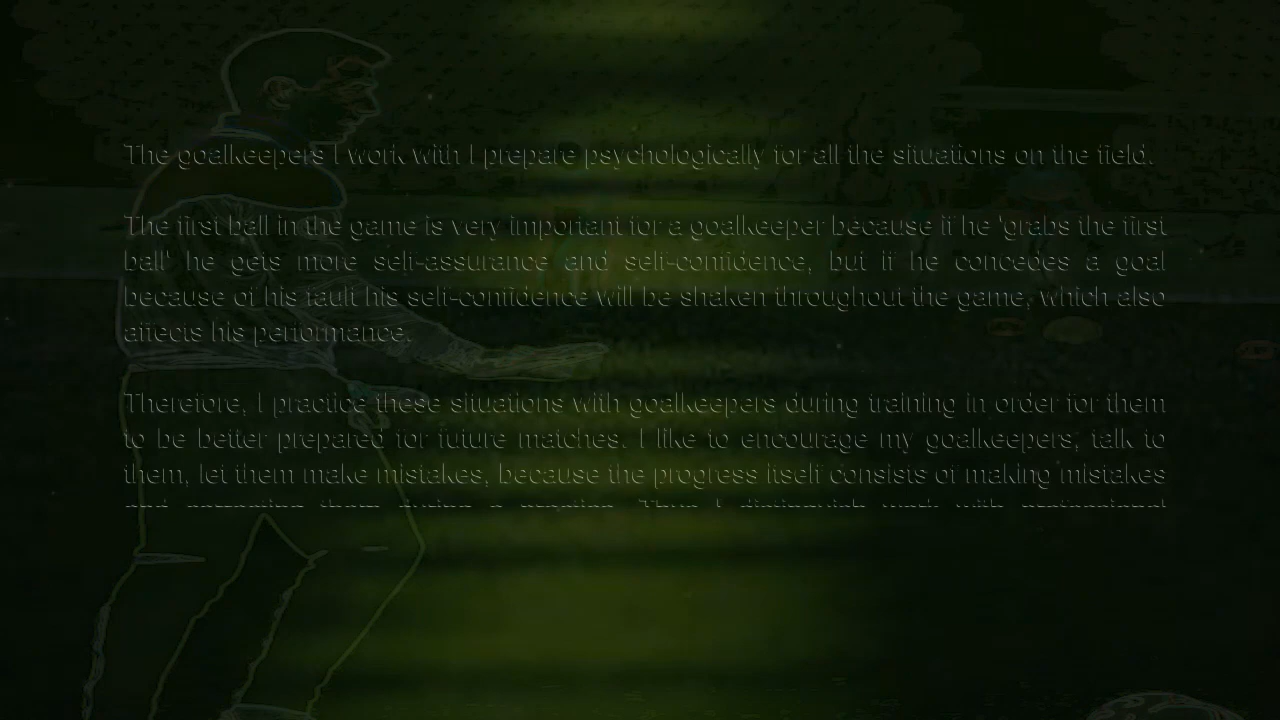 The goalkeepers I work with I prepare psychologically for all the situations on the field.
The first ball in the game is very important for a goalkeeper because if he 'grabs the first
ball' he gets more self-assurance and self-confidence, but if he concedes a goal
because of his fault his self-confidence will be shaken throughout the game, which also
affects his performance.
Therefore, I practice these situations with goalkeepers during training in order for them
to be better prepared for future matches. I like to encourage my goalkeepers, talk to
them, let them make mistakes, because the progress itself consists of making mistakes